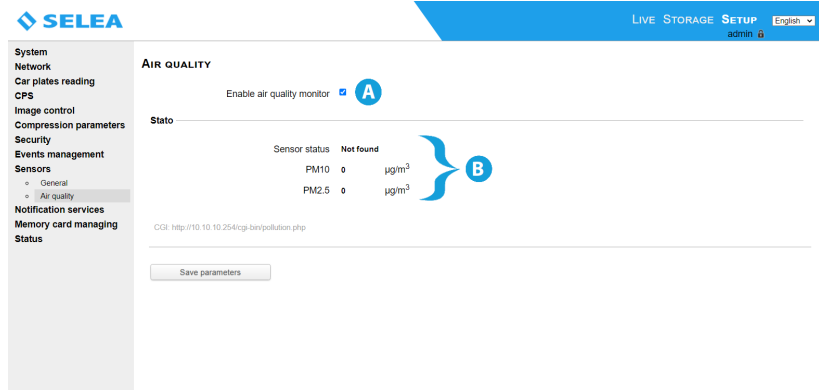 SELEA
LIVE STORAGE SETUP English
admin
System
Network
Car plates reading
CPS
Image control
Compression parameters
Security
Events management
Sensors
General
Air quality
Notification services
Memory card managing
Status
AIR QUALITY
Enable air quality monitor A
Stato
Sensor status Not found
PM10 0 µg/m³
PM2.5 0 µg/m³
B
CGI: http://10.10.10.254/cgi-bin/pollution.php
Save parameters